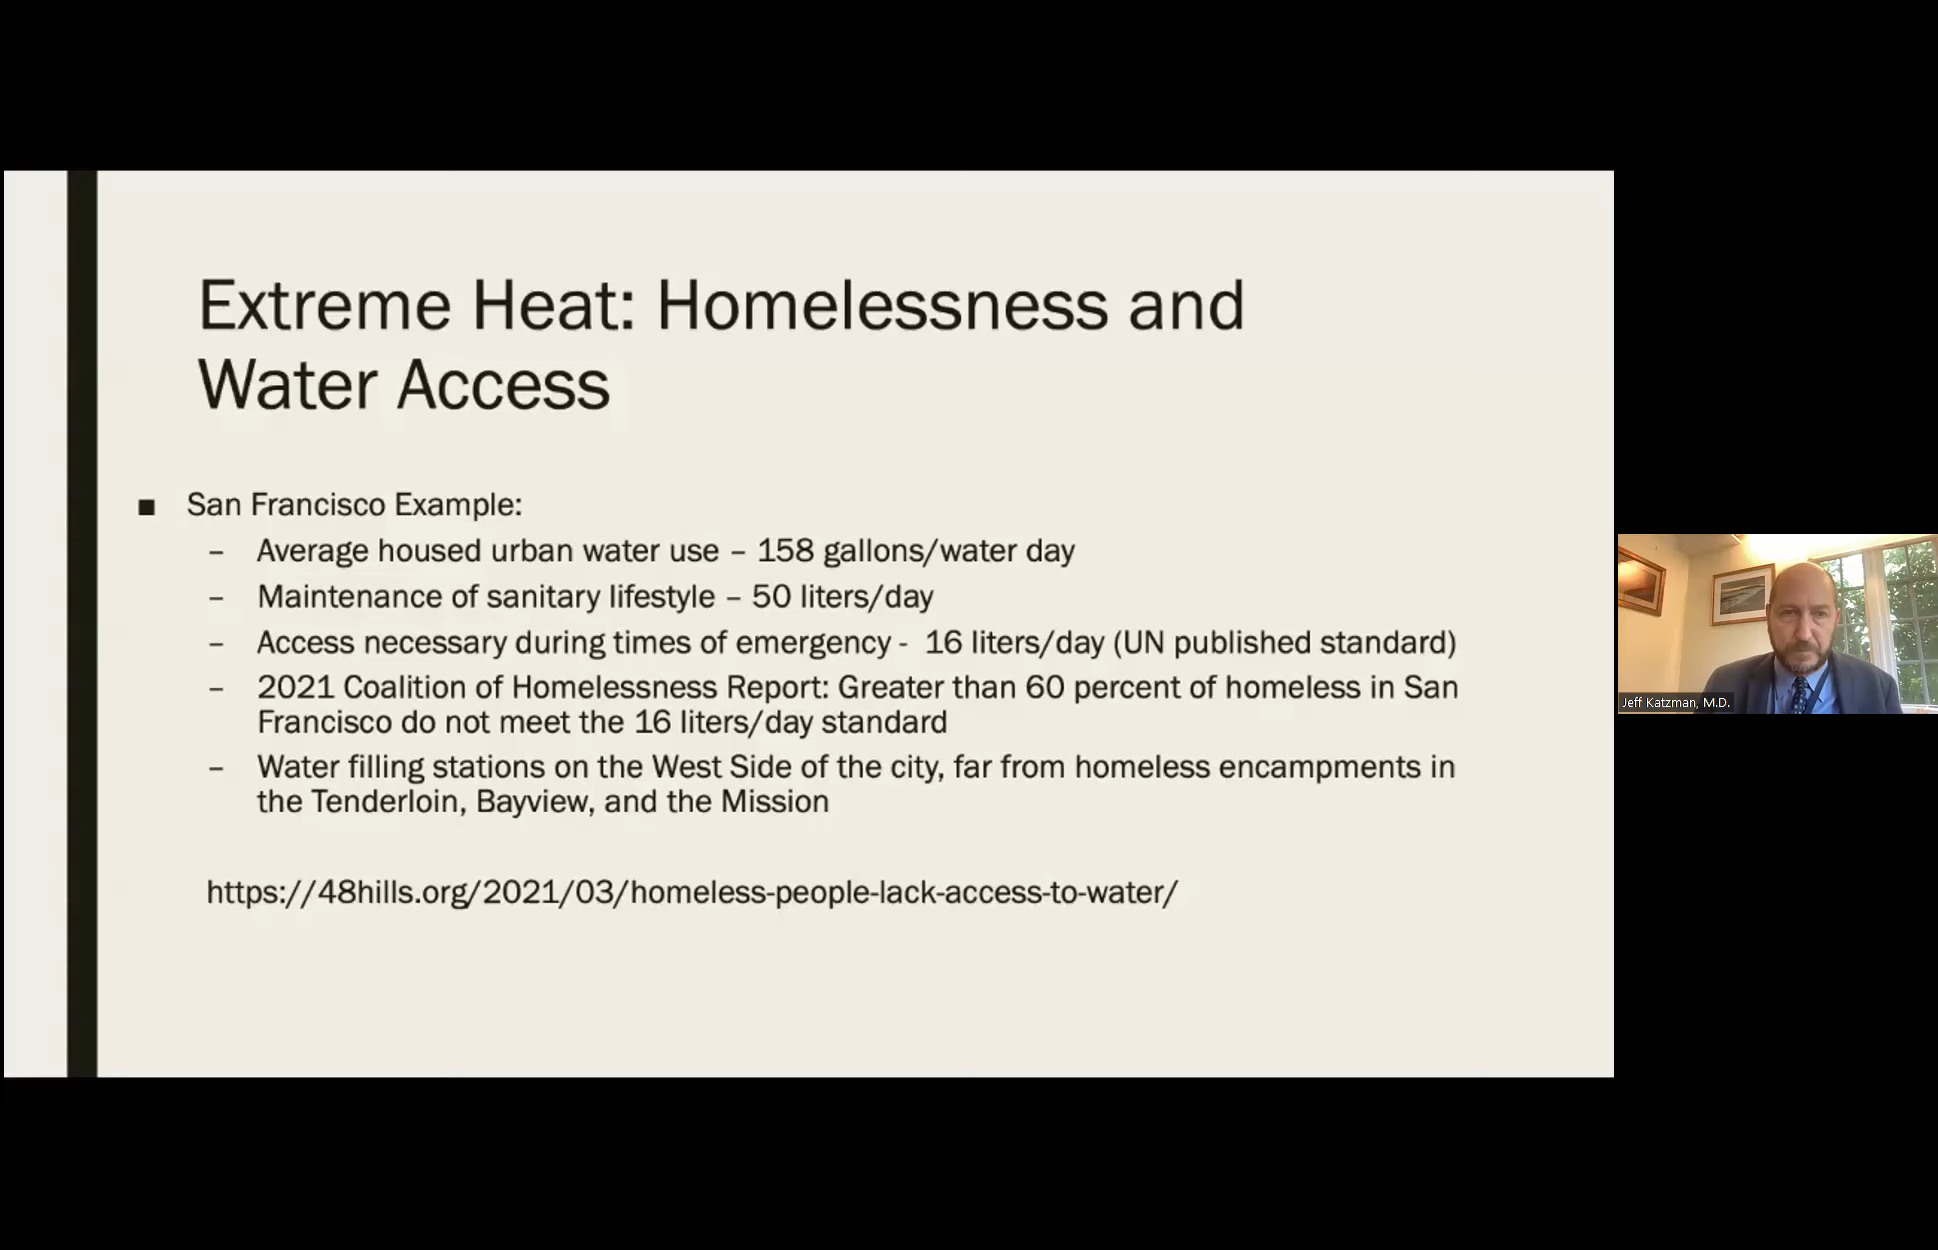 Extreme Heat: Homelessness and
Water Access
■ San Francisco Example:
– Average housed urban water use – 158 gallons/water day
– Maintenance of sanitary lifestyle – 50 liters/day
– Access necessary during times of emergency - 16 liters/day (UN published standard)
– 2021 Coalition of Homelessness Report: Greater than 60 percent of homeless in San
Francisco do not meet the 16 liters/day standard
– Water filling stations on the West Side of the city, far from homeless encampments in
the Tenderloin, Bayview, and the Mission
https://48hills.org/2021/03/homeless-people-lack-access-to-water/
Jeff Katzman, M.D.